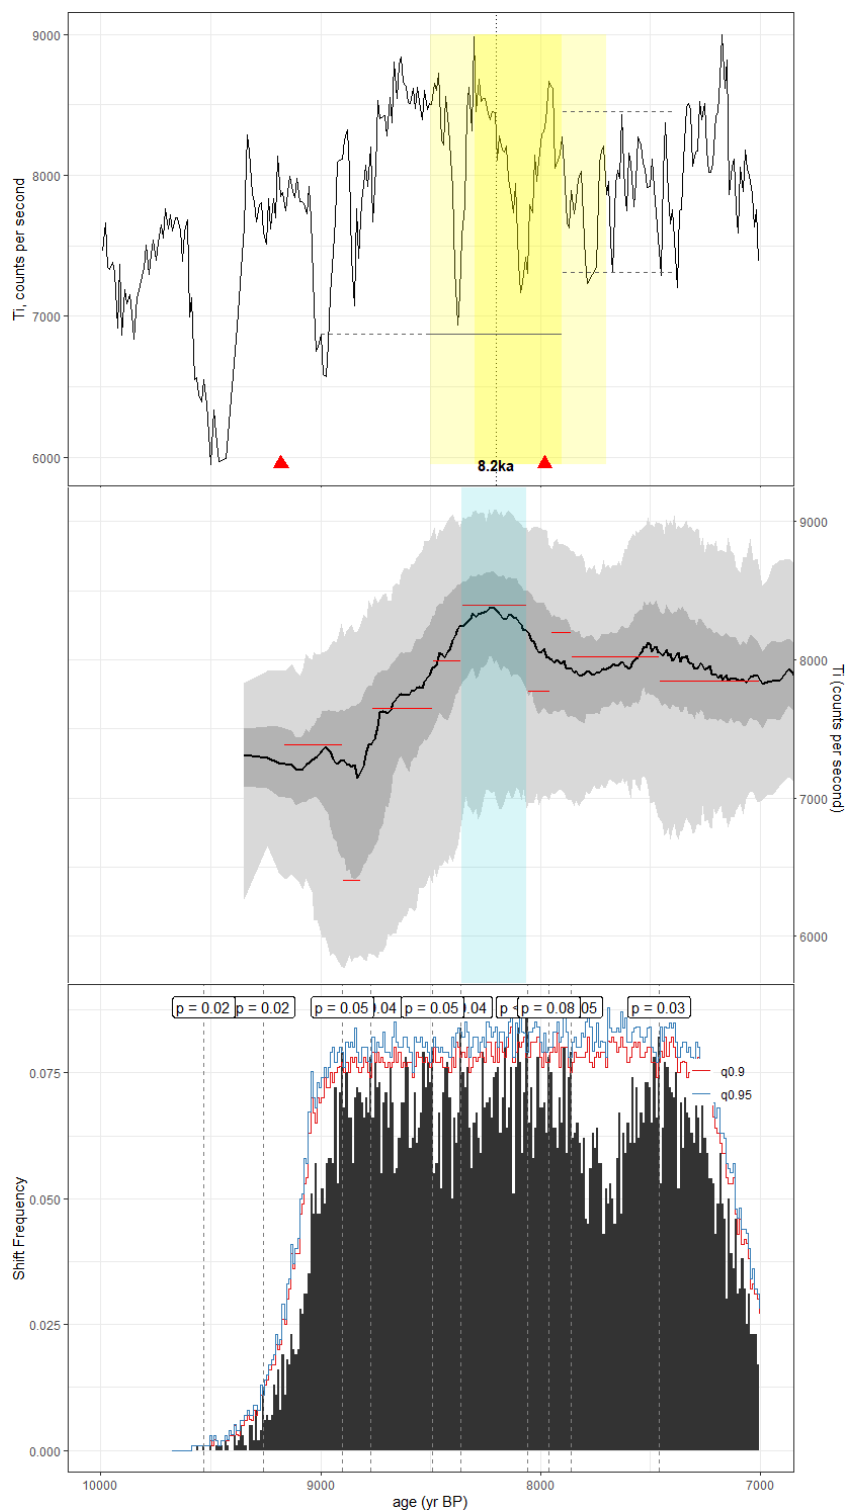 9000
8000
7000
6000
Ti, counts per second
8.2ka
9000
8000
7000
6000
Ti (counts per second)
p = 0.02
p = 0.02
p = 0.05
0.04
p = 0.05
0.04
p <
p = 0.08
05
p = 0.03
q0.9
q0.95
0.075
0.050
0.025
0.000
Shift Frequency
10000
9000
8000
7000
age (yr BP)